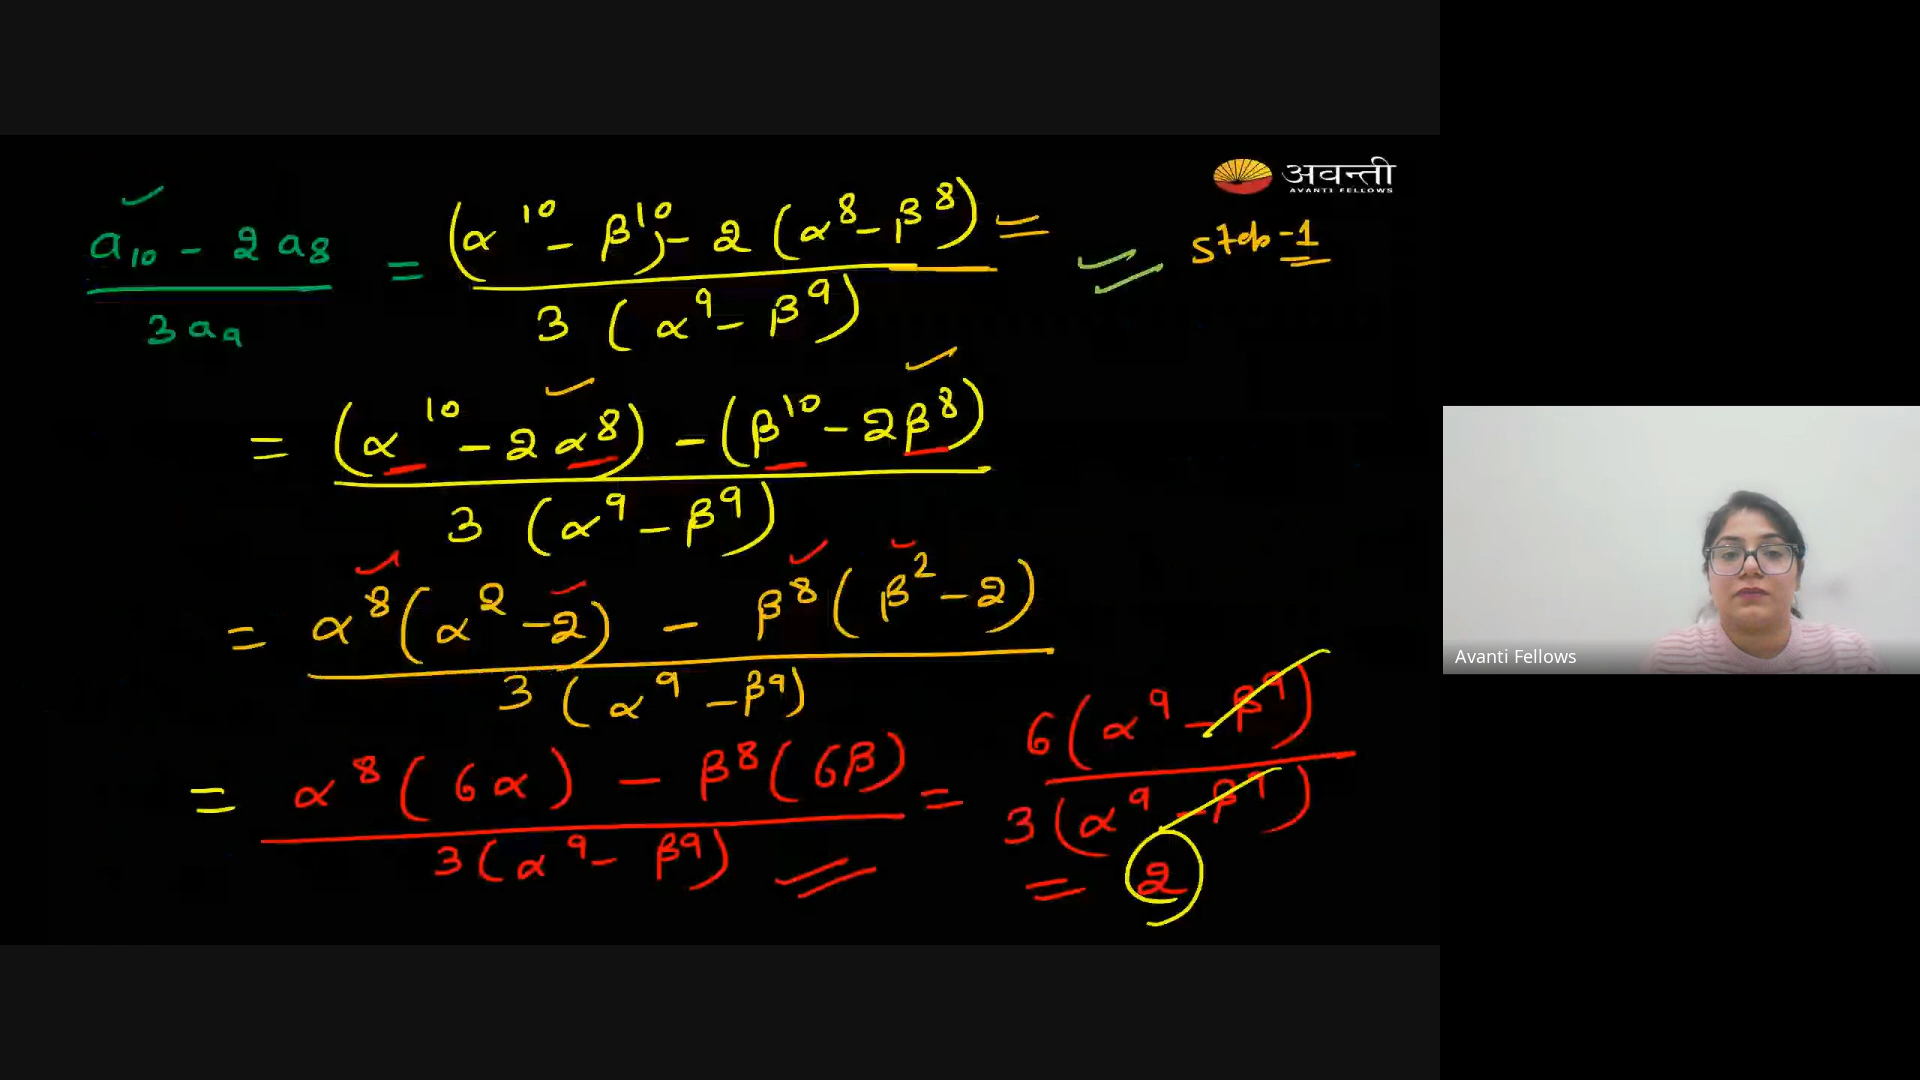 अवन्ती
AVANTI FELLOWS
Step-1
(a₁₀ - 2a₈)/(3a₉) = ((α¹⁰ - β¹⁰) - 2(α⁸ - β⁸))/(3(α⁹ - β⁹)) =
= ((α¹⁰ - 2α⁸) - (β¹⁰ - 2β⁸))/(3(α⁹ - β⁹))
= (α⁸(α² - 2) - β⁸(β² - 2))/(3(α⁹ - β⁹))
= (α⁸(6α) - β⁸(6β))/(3(α⁹ - β⁹)) = (6(α⁹ - β⁹))/(3(α⁹ - β⁹))
= 2
Avanti Fellows